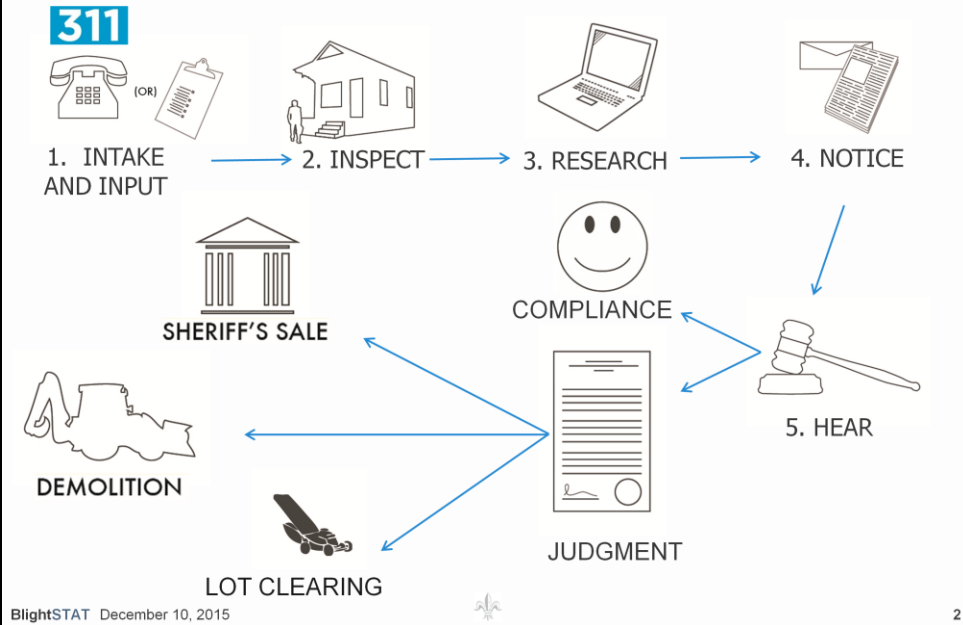 311
(OR)
1. INTAKE
AND INPUT
2. INSPECT
3. RESEARCH
4. NOTICE
SHERIFF'S SALE
COMPLIANCE
5. HEAR
DEMOLITION
JUDGMENT
LOT CLEARING
BlightSTAT December 10, 2015
2